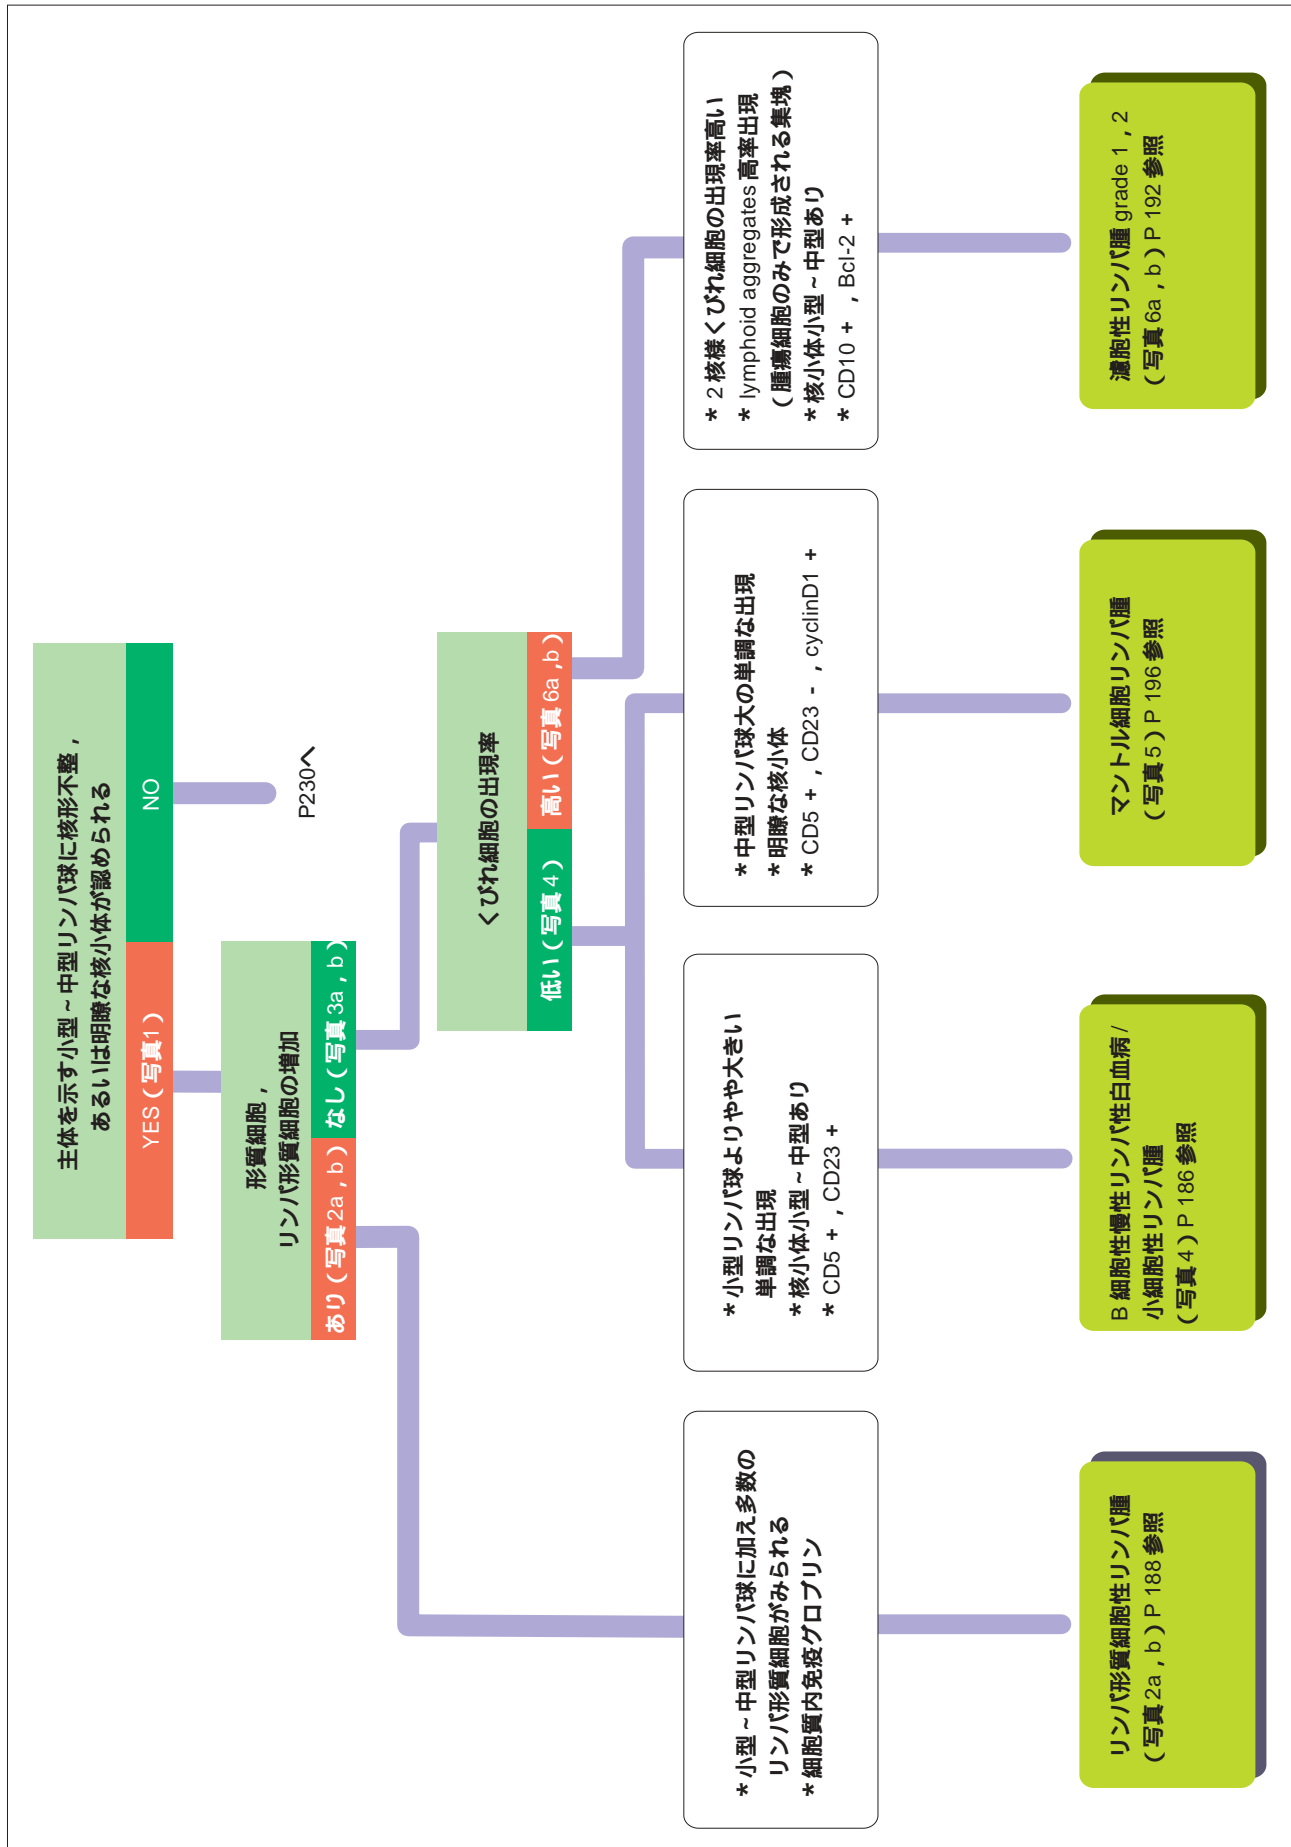 主体を示す小型～中型リンパ球に核形不整，
あるいは明瞭な核小体が認められる
YES（写真1）
NO
P230へ
形質細胞，
リンパ形質細胞の増加
あり（写真 2a，b）
なし（写真 3a，b）
くびれ細胞の出現率
低い（写真 4）
高い（写真 6a，b）
＊小型～中型リンパ球に加え多数の
リンパ形質細胞がみられる
＊細胞質内免疫グロブリン
＊小型リンパ球よりやや大きい
単調な出現
＊核小体小型～中型あり
＊CD5 +，CD23 +
＊中型リンパ球大の単調な出現
＊明瞭な核小体
＊CD5 +，CD23 -，cyclinD1 +
＊2 核様くびれ細胞の出現率高い
＊lymphoid aggregates 高率出現
（腫瘍細胞のみで形成される集塊）
＊核小体小型～中型あり
＊CD10 +，Bcl-2 +
リンパ形質細胞性リンパ腫
（写真 2a，b）P 188 参照
B 細胞性慢性リンパ性白血病 /
小細胞性リンパ腫
（写真 4）P 186 参照
マントル細胞リンパ腫
（写真 5）P 196 参照
濾胞性リンパ腫 grade 1，2
（写真 6a，b）P 192 参照